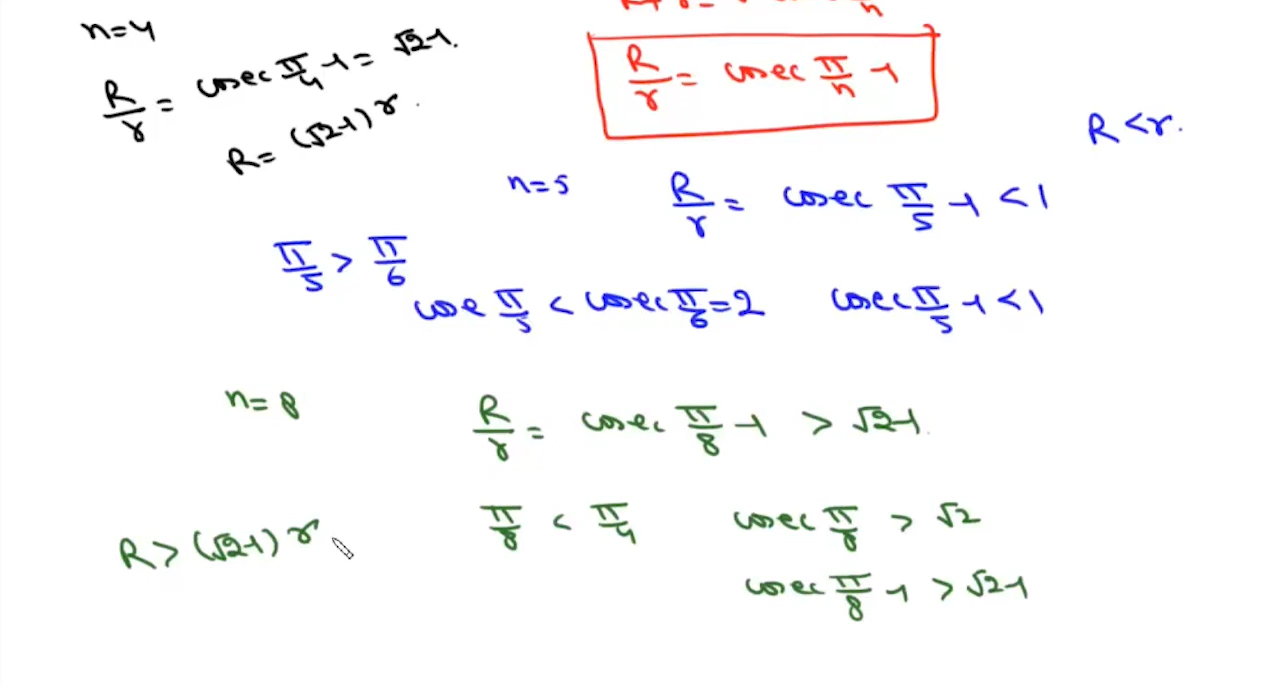 n=4
R/r = cosec π/4 -1 = √2-1.
R = (√2-1) r.
n
R/r = cosec π/n -1
R < r.
n=5 R/r = cosec π/5 -1 < 1
π/5 > π/6
cose π/5 < cosec π/6 = 2 cosec π/5 -1 < 1
n= 8 R/r = cosec π/8 -1 > √2-1.
R > (√2-1) r π/8 < π/4 cosec π/8 > √2
cosec π/8 -1 > √2-1